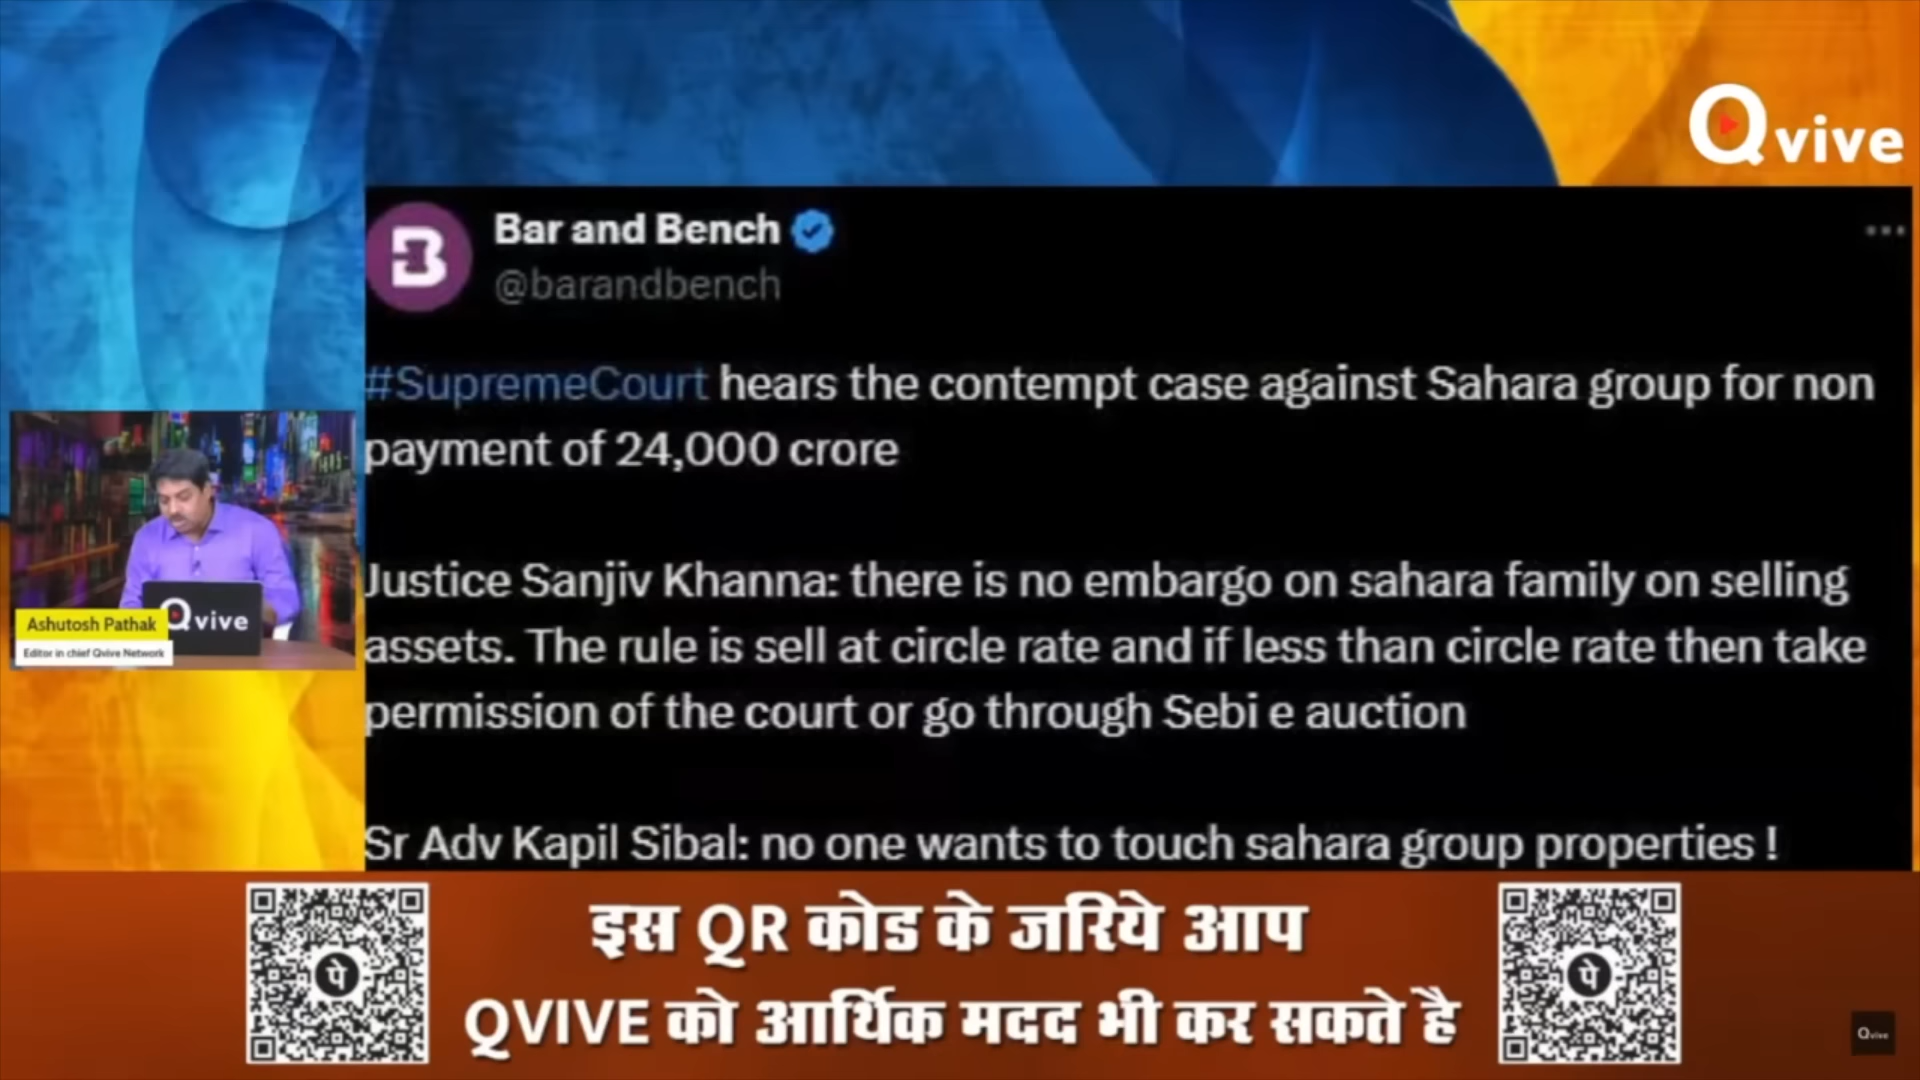 Qvive
Bar and Bench
@barandbench
#SupremeCourt hears the contempt case against Sahara group for non
payment of 24,000 crore
Justice Sanjiv Khanna: there is no embargo on sahara family on selling
assets. The rule is sell at circle rate and if less than circle rate then take
permission of the court or go through Sebi e auction
Sr Adv Kapil Sibal: no one wants to touch sahara group properties !
Qvive
Ashutosh Pathak
Editor in chief Qvive Network
इस QR कोड के जरिये आप
QVIVE को आर्थिक मदद भी कर सकते है
पे
पे
Qvive